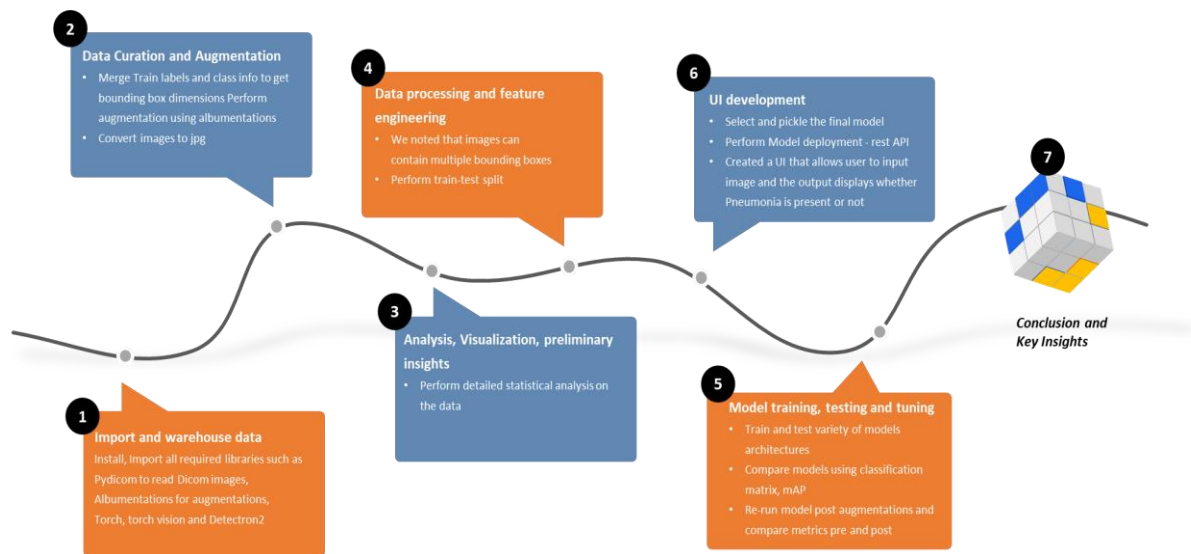 1
Import and warehouse data
Install, Import all required libraries such as
Pydicom to read Dicom images,
Albumentations for augmentations,
Torch, torch vision and Detectron2
2
Data Curation and Augmentation
• Merge Train labels and class info to get
bounding box dimensions Perform
augmentation using albumentations
• Convert images to jpg
3
Analysis, Visualization, preliminary
insights
• Perform detailed statistical analysis on
the data
4
Data processing and feature
engineering
• We noted that images can
contain multiple bounding boxes
• Perform train-test split
5
Model training, testing and tuning
• Train and test variety of models
architectures
• Compare models using classification
matrix, mAP
• Re-run model post augmentations and
compare metrics pre and post
6
UI development
• Select and pickle the final model
• Perform Model deployment - rest API
• Created a UI that allows user to input
image and the output displays whether
Pneumonia is present or not
7
Conclusion and
Key Insights